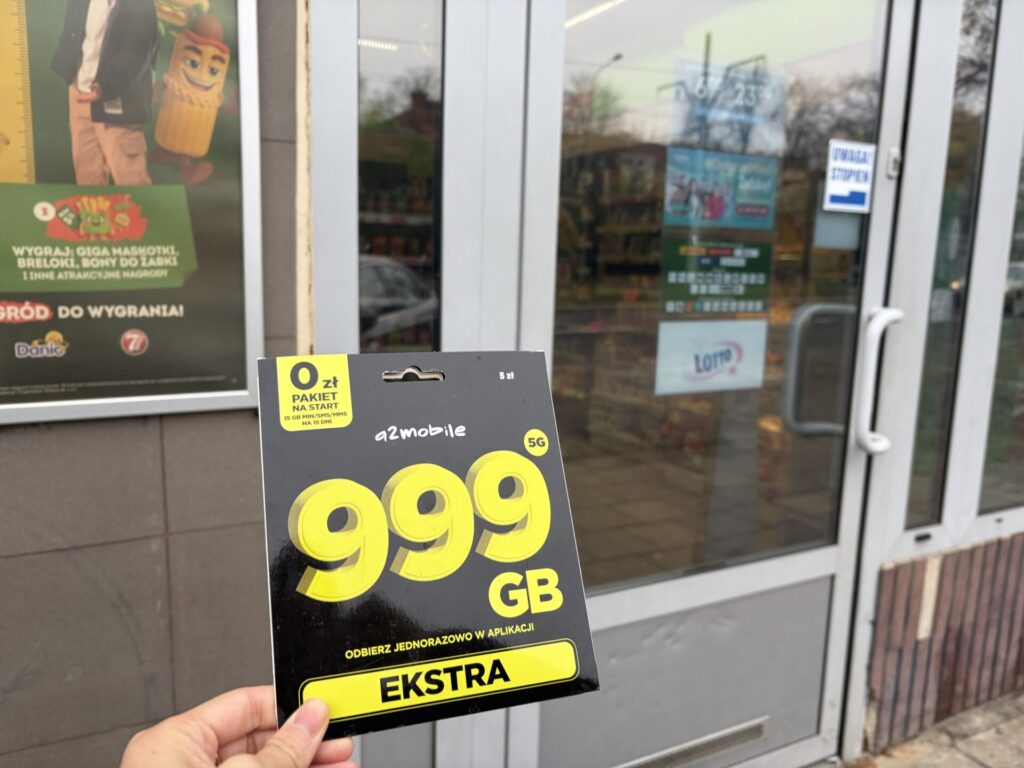 WYGRAJ: GIGA MASKOTKI,
BRELOKI, BONY DO ŻABKI
I INNE ATRAKCYJNE NAGRODY
GRÓD DO WYGRANIA!
Danio
7
UWAGA!
STOPIEŃ
LOTTO
0 zł
PAKIET
NA START
15 GB MIN/SMS/MMS
NA 15 DNI
5 zł
a2mobile
5G
999
GB
ODBIERZ JEDNORAZOWO W APLIKACJI
EKSTRA